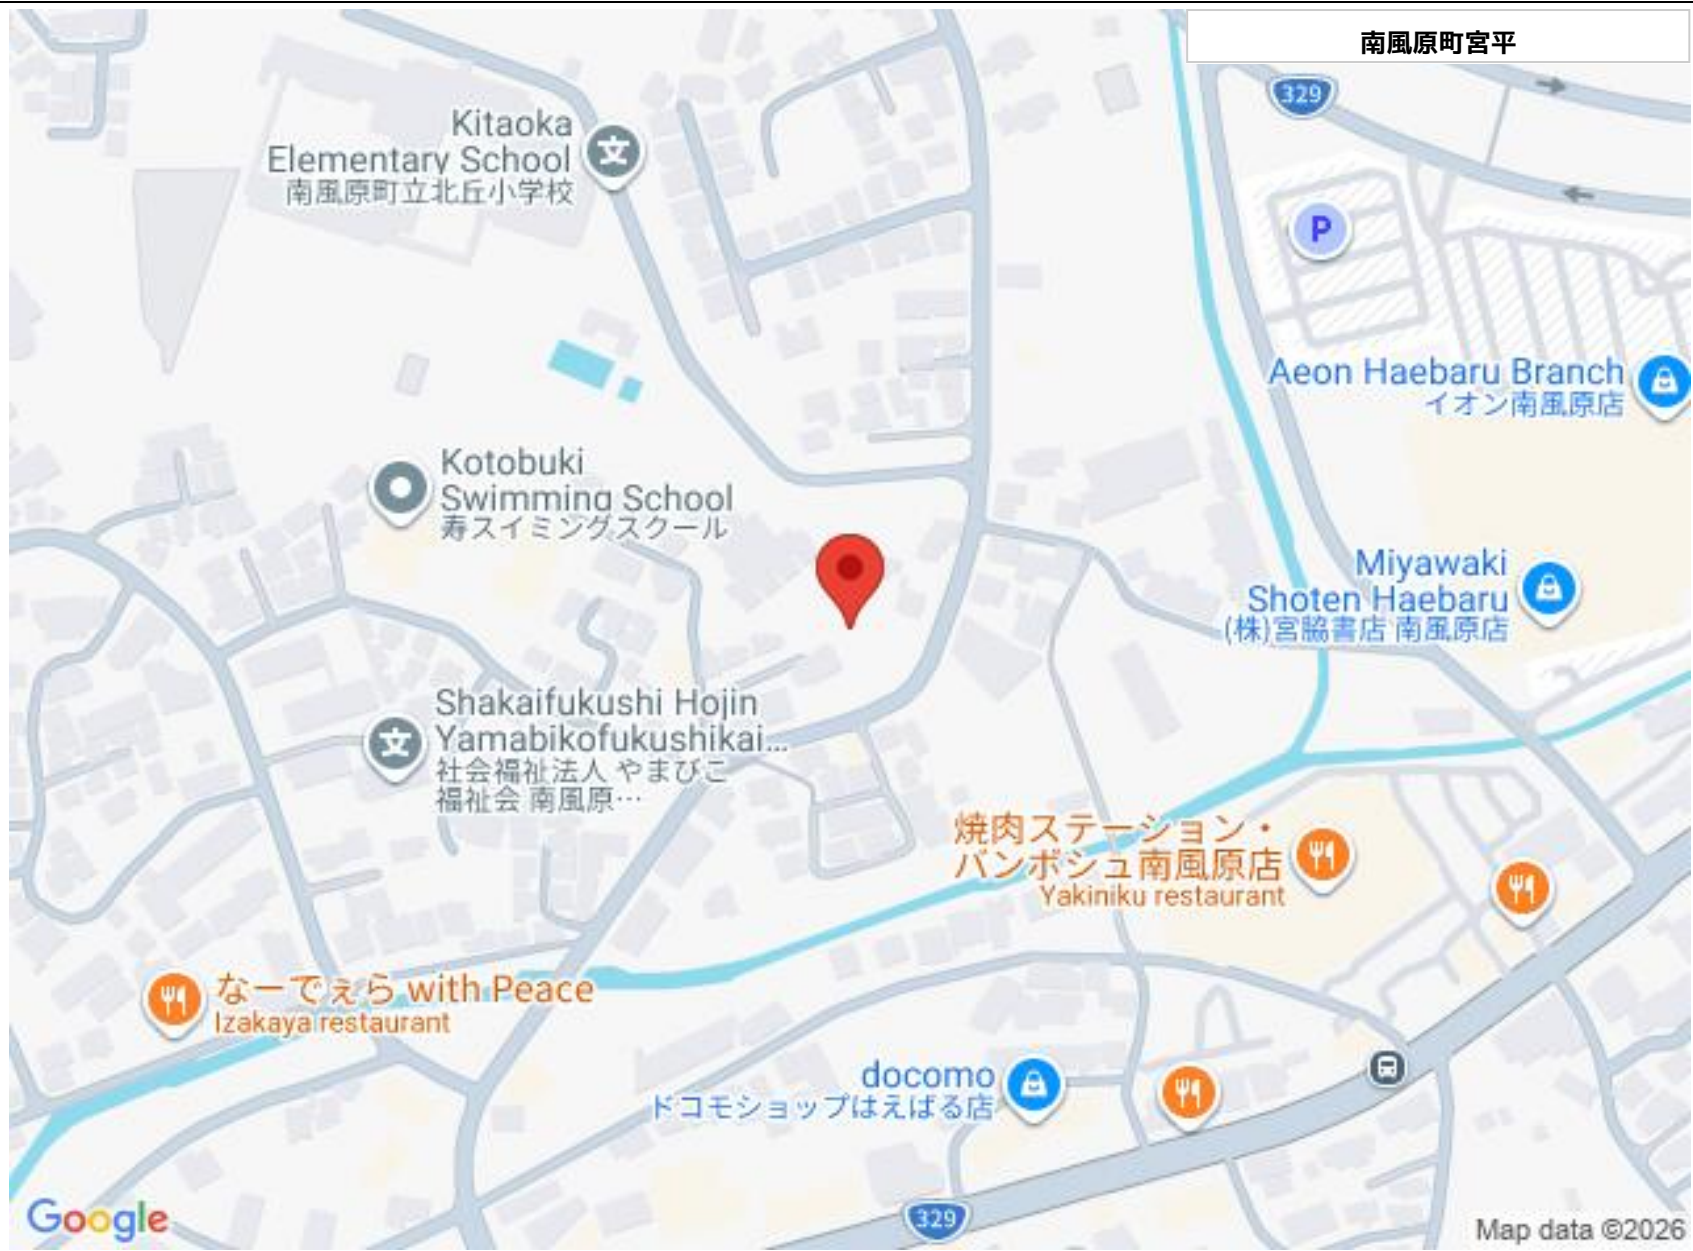 南風原町宮平
329
Kitaoka
Elementary School
南風原町立北丘小学校
P
Aeon Haebaru Branch
イオン南風原店
Kotobuki
Swimming School
寿スイミングスクール
Miyawaki
Shoten Haebaru
(株)宮脇書店 南風原店
Shakaifukushi Hojin
Yamabikofukushikai...
社会福祉法人 やまびこ
福祉会 南風原…
焼肉ステーション・
バンボシュ南風原店
Yakiniku restaurant
なーでぇら with Peace
Izakaya restaurant
docomo
ドコモショップはえばる店
329
Google
Map data ©2026